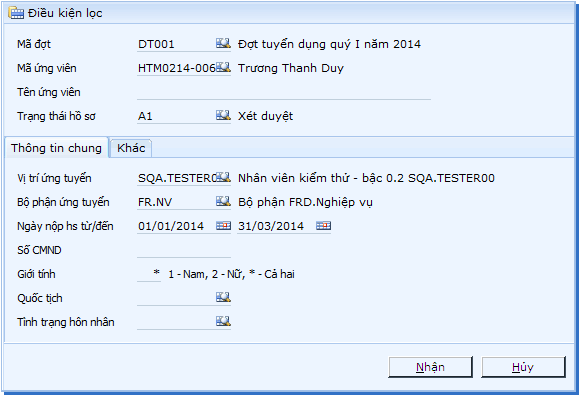 Điều kiện lọc
Mã đợt DT001 Đợt tuyển dụng quý I năm 2014
Mã ứng viên HTM0214-006 Trương Thanh Duy
Tên ứng viên
Trạng thái hồ sơ A1 Xét duyệt
Thông tin chung Khác
Vị trí ứng tuyển SQA.TESTER0 Nhân viên kiểm thử - bậc 0.2 SQA.TESTER00
Bộ phận ứng tuyển FR.NV Bộ phận FRD.Nghiệp vụ
Ngày nộp hs từ/đến 01/01/2014 31/03/2014
Số CMND
Giới tính * 1 - Nam, 2 - Nữ, * - Cả hai
Quốc tịch
Tình trạng hôn nhân
Nhận Hủy